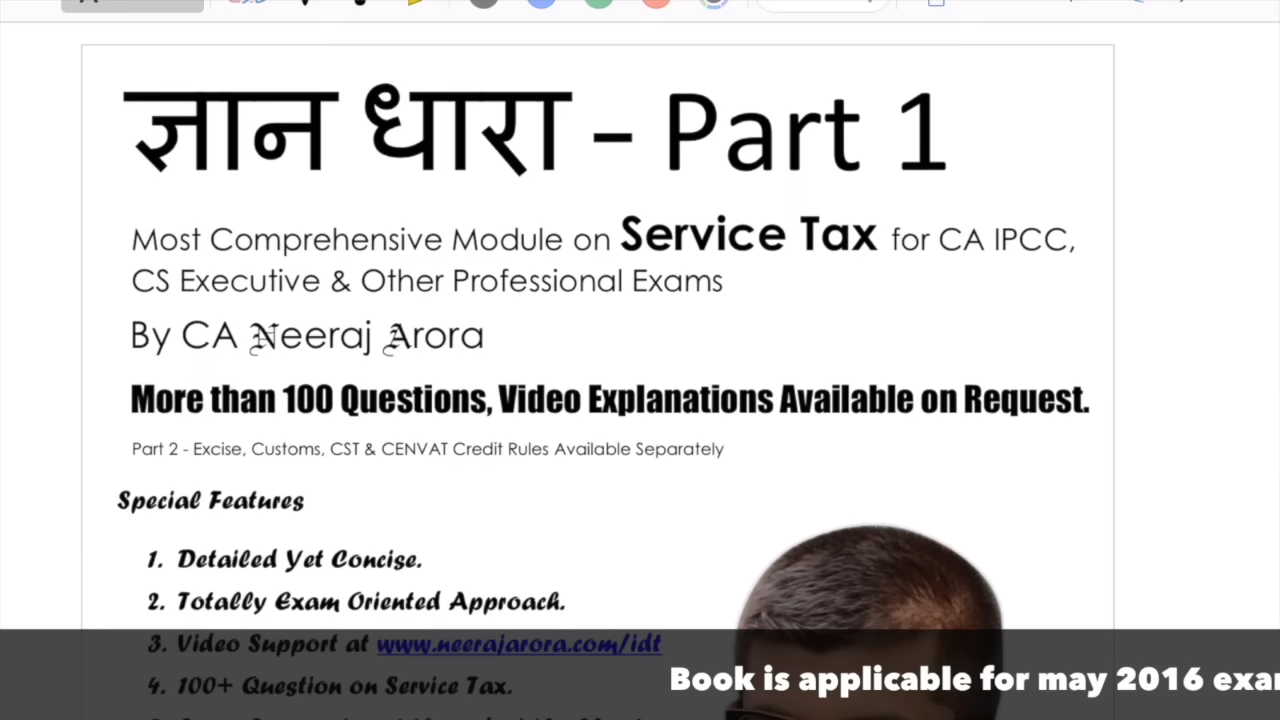 ज्ञान धारा - Part 1
Most Comprehensive Module on Service Tax for CA IPCC,
CS Executive & Other Professional Exams
By CA Neeraj Arora
More than 100 Questions, Video Explanations Available on Request.
Part 2 - Excise, Customs, CST & CENVAT Credit Rules Available Separately
Special Features
1. Detailed Yet Concise.
2. Totally Exam Oriented Approach.
3. Video Support at www.neerajarora.com/idt
4. 100+ Question on Service Tax.
Book is applicable for may 2016